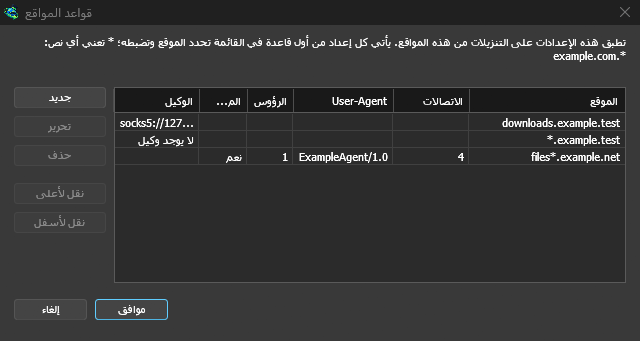 قواعد المواقع
تطبق هذه الإعدادات على التنزيلات من هذه المواقع. يأتي كل إعداد من أول قاعدة في القائمة تحدد الموقع وتضبطه؛ * تعني أي نص:
*.example.com
الموقع الاتصالات User-Agent الرؤوس الم... الوكيل
downloads.example.test socks5://127...
*.example.test لا يوجد وكيل
files*.example.net 4 ExampleAgent/1.0 1 نعم
جديد
تحرير
حذف
نقل لأعلى
نقل لأسفل
موافق إلغاء